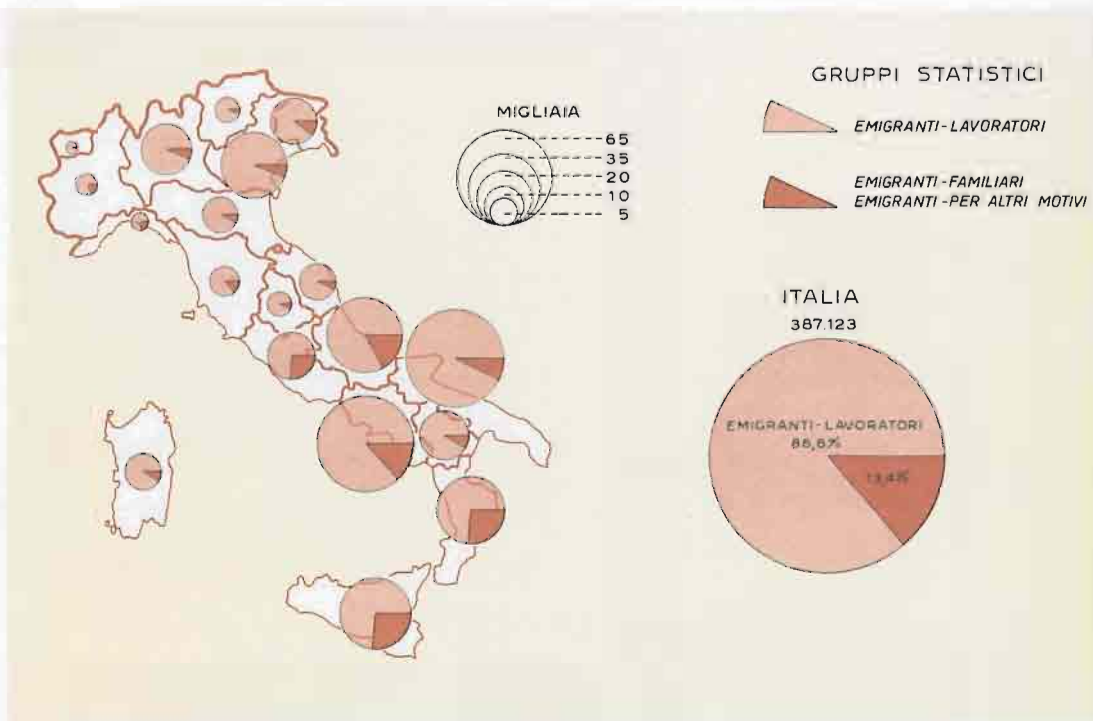 MIGLIAIA
65
35
20
10
5
GRUPPI STATISTICI
EMIGRANTI-LAVORATORI
EMIGRANTI-FAMILIARI
EMIGRANTI-PER ALTRI MOTIVI
ITALIA
387.123
EMIGRANTI-LAVORATORI
86,6%
13,4%